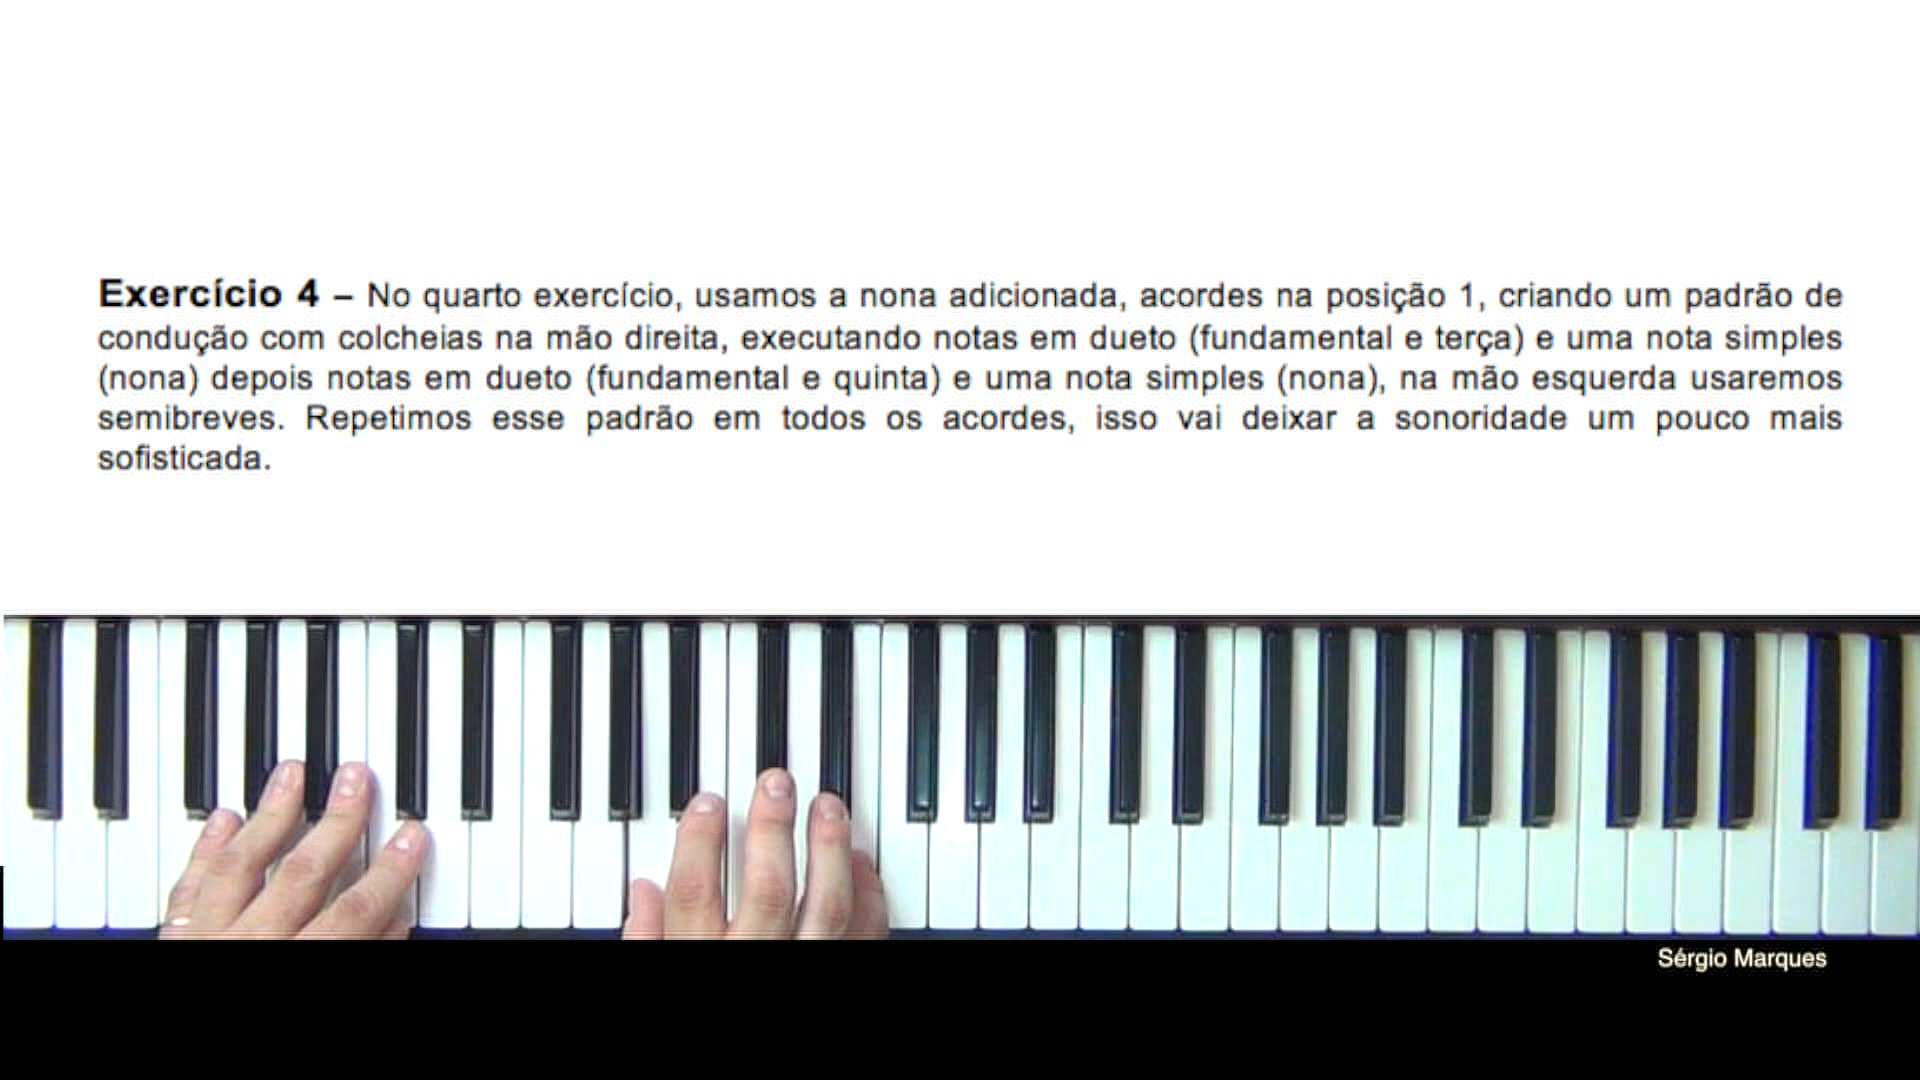 Exercício 4 – No quarto exercício, usamos a nona adicionada, acordes na posição 1, criando um padrão de
condução com colcheias na mão direita, executando notas em dueto (fundamental e terça) e uma nota simples
(nona) depois notas em dueto (fundamental e quinta) e uma nota simples (nona), na mão esquerda usaremos
semibreves. Repetimos esse padrão em todos os acordes, isso vai deixar a sonoridade um pouco mais
sofisticada.
Sérgio Marques